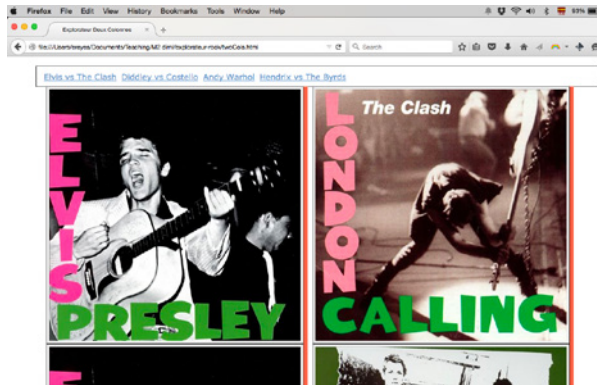 Firefox File Edit View History Bookmarks Tools Window Help 93%
Explorateur Deux Colonnes
Search
Elvis vs The Clash Diddley vs Costello Andy Warhol Hendrix vs The Byrds
ELVIS
PRESLEY
The Clash
LONDON
CALLING